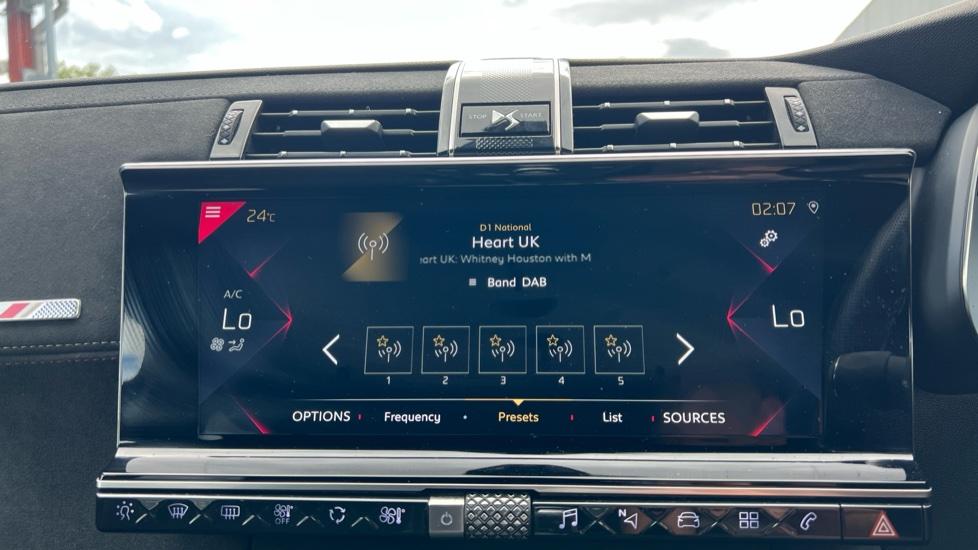 STOP START
24°C
D1 National
02:07
Heart UK
art UK: Whitney Houston with M
Band DAB
A/C
Lo
Lo
1 2 3 4 5
OPTIONS Frequency Presets List SOURCES
OFF
N